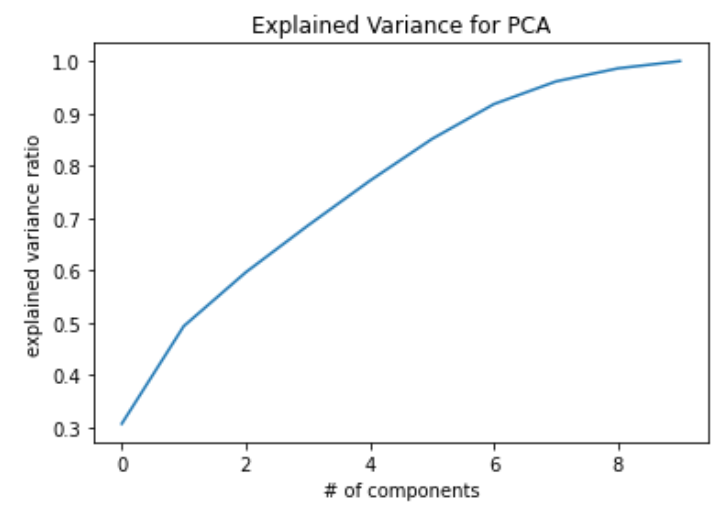 Explained Variance for PCA
1.0
0.9
0.8
0.7
0.6
0.5
0.4
0.3
explained variance ratio
0 2 4 6 8
# of components